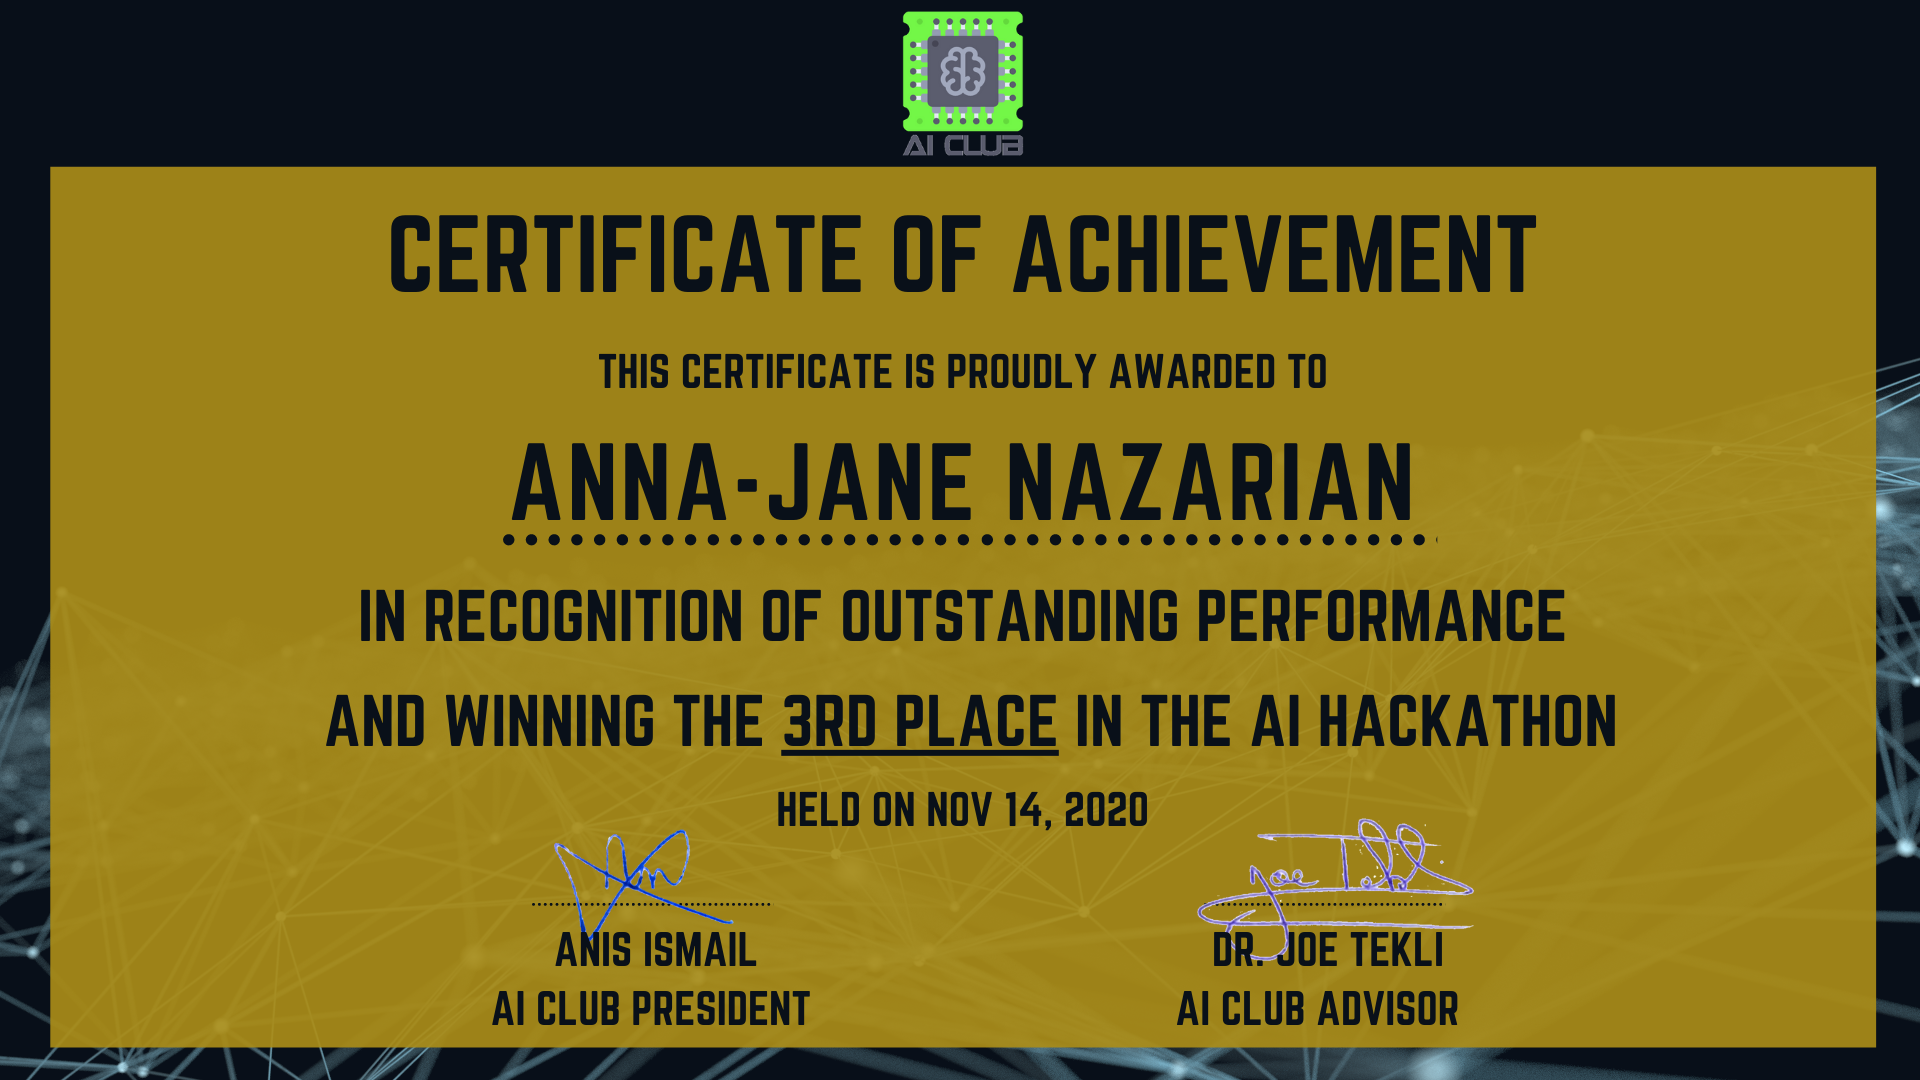 AI CLUB
CERTIFICATE OF ACHIEVEMENT
THIS CERTIFICATE IS PROUDLY AWARDED TO
ANNA-JANE NAZARIAN
IN RECOGNITION OF OUTSTANDING PERFORMANCE
AND WINNING THE 3RD PLACE IN THE AI HACKATHON
HELD ON NOV 14, 2020
Joe Tekli
ANIS ISMAIL
DR. JOE TEKLI
AI CLUB PRESIDENT
AI CLUB ADVISOR